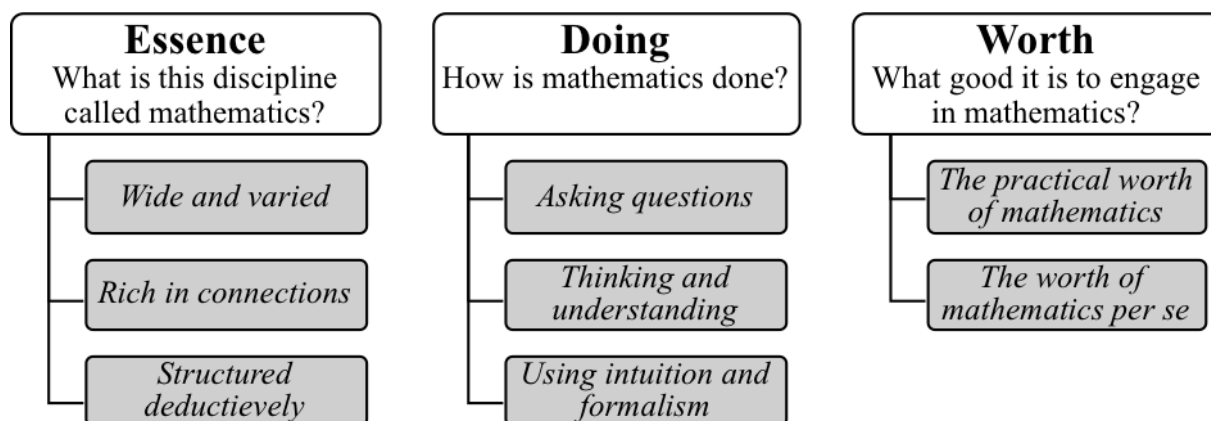 Essence
What is this discipline
called mathematics?
Wide and varied
Rich in connections
Structured
deductievely
Doing
How is mathematics done?
Asking questions
Thinking and
understanding
Using intuition and
formalism
Worth
What good it is to engage
in mathematics?
The practical worth
of mathematics
The worth of
mathematics per se